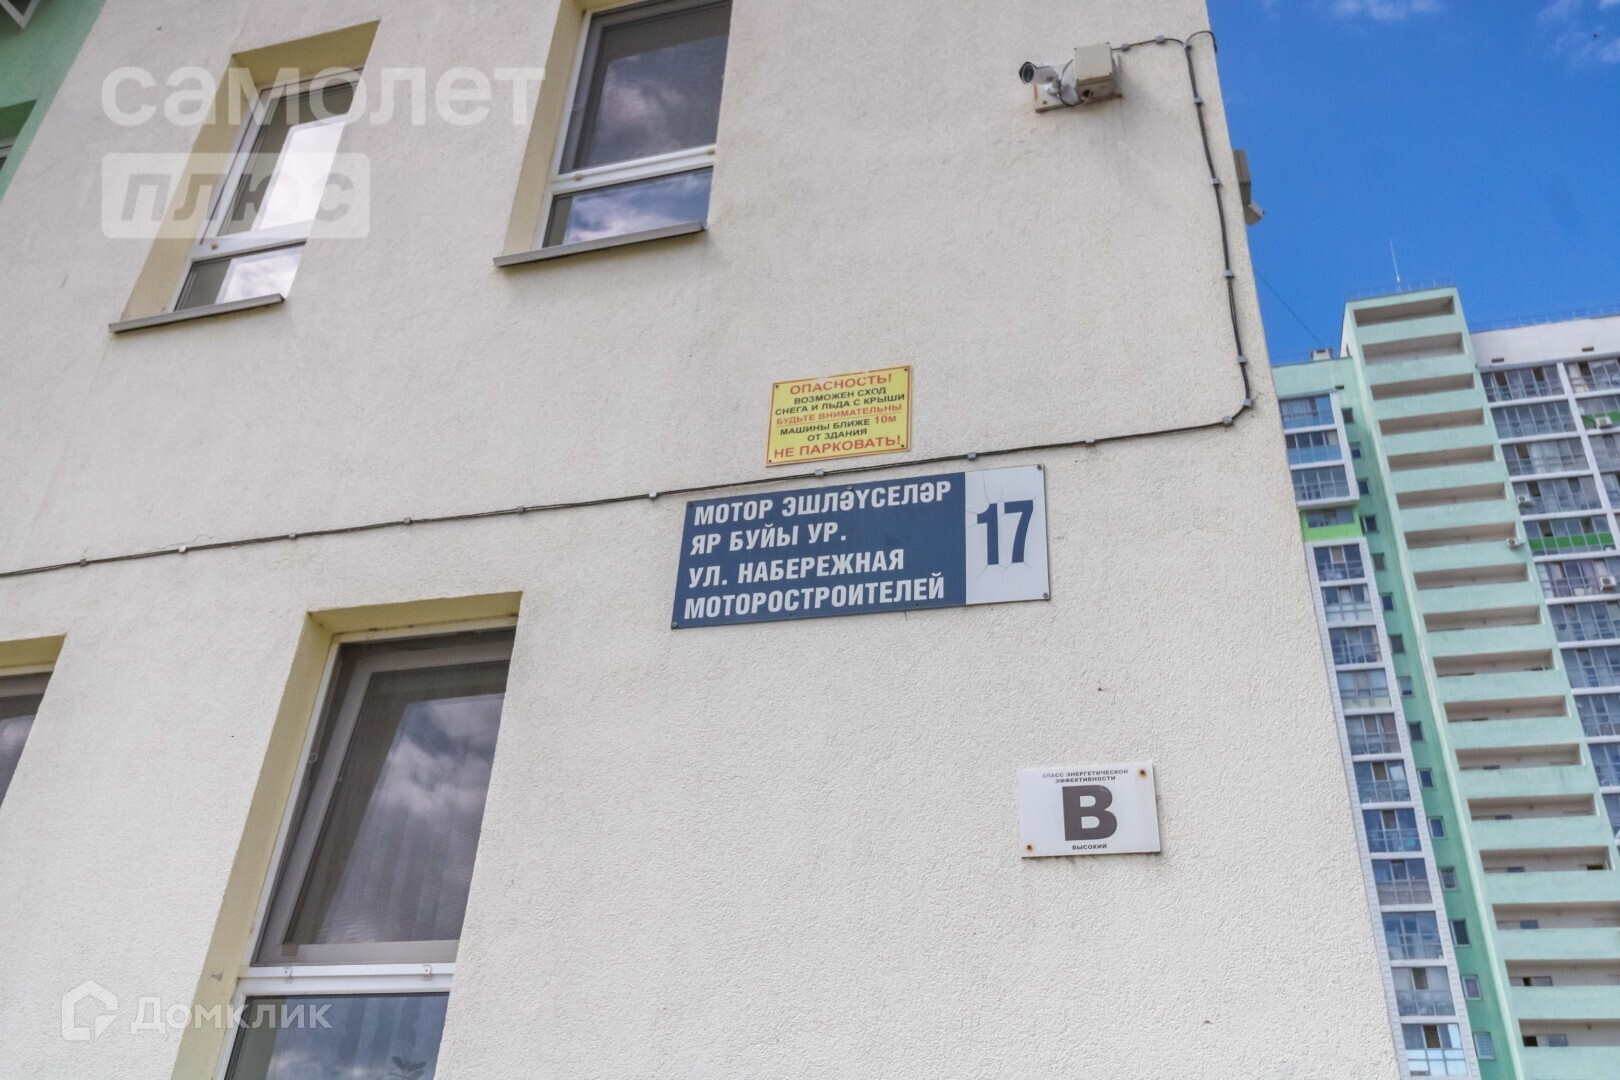 самолет
плюс
ОПАСНОСТЬ!
ВОЗМОЖЕН СХОД
СНЕГА И ЛЬДА С КРЫШИ
БУДЬТЕ ВНИМАТЕЛЬНЫ
МАШИНЫ БЛИЖЕ 10м
ОТ ЗДАНИЯ
НЕ ПАРКОВАТЬ!
МОТОР ЭШЛӘҮСЕЛӘР
ЯР БУЙЫ УР.
УЛ. НАБЕРЕЖНАЯ
МОТОРОСТРОИТЕЛЕЙ
17
КЛАСС ЭНЕРГЕТИЧЕСКОЙ
ЭФФЕКТИВНОСТИ
B
ВЫСОКИЙ
Домклик